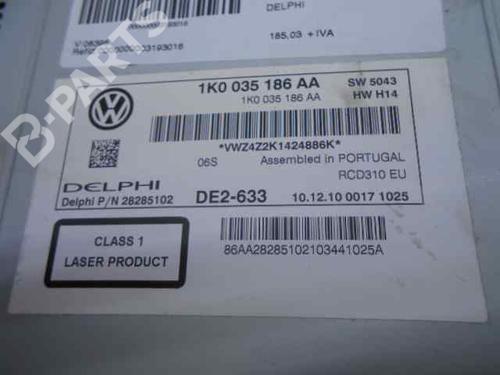 DELPHI
185,03 +IVA
1K0 035 186 AA
SW 5043
1K0 035 186 AA
HW H14
*VWZ4Z2K1424886K*
06S
Assembled in PORTUGAL
RCD310 EU
DELPHI
Delphi P/N 28285102
DE2-633
10.12.10 0017 1025
CLASS 1
LASER PRODUCT
86AA28285102103441025A
B-PARTS